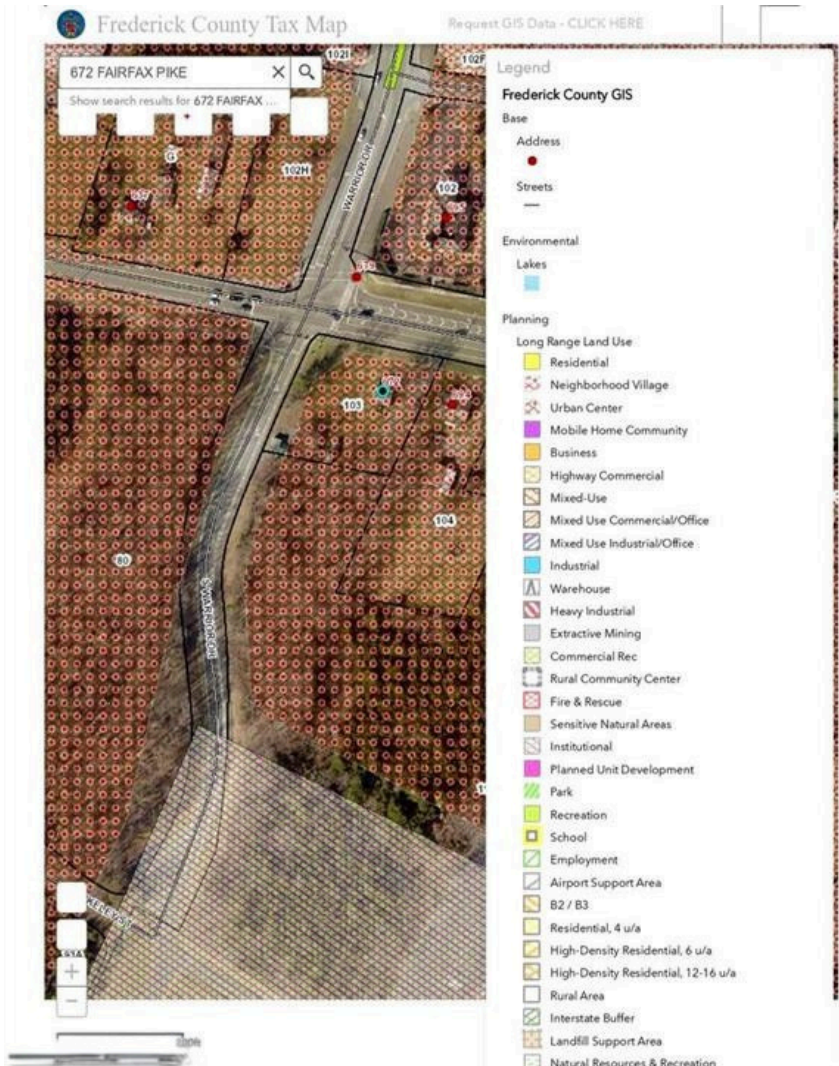 Frederick County Tax Map
Request GIS Data - CLICK HERE
672 FAIRFAX PIKE
Show search results for 672 FAIRFAX ...
102I
102F
G
102H
102
WARRIOR DR
103
104
80
S WARRIOR DR
Legend
Frederick County GIS
Base
Address
Streets
Environmental
Lakes
Planning
Long Range Land Use
Residential
Neighborhood Village
Urban Center
Mobile Home Community
Business
Highway Commercial
Mixed-Use
Mixed Use Commercial/Office
Mixed Use Industrial/Office
Industrial
Warehouse
Heavy Industrial
Extractive Mining
Commercial Rec
Rural Community Center
Fire & Rescue
Sensitive Natural Areas
Institutional
Planned Unit Development
Park
Recreation
School
Employment
Airport Support Area
B2 / B3
Residential, 4 u/a
High-Density Residential, 6 u/a
High-Density Residential, 12-16 u/a
Rural Area
Interstate Buffer
Landfill Support Area
Natural Resources & Recreation